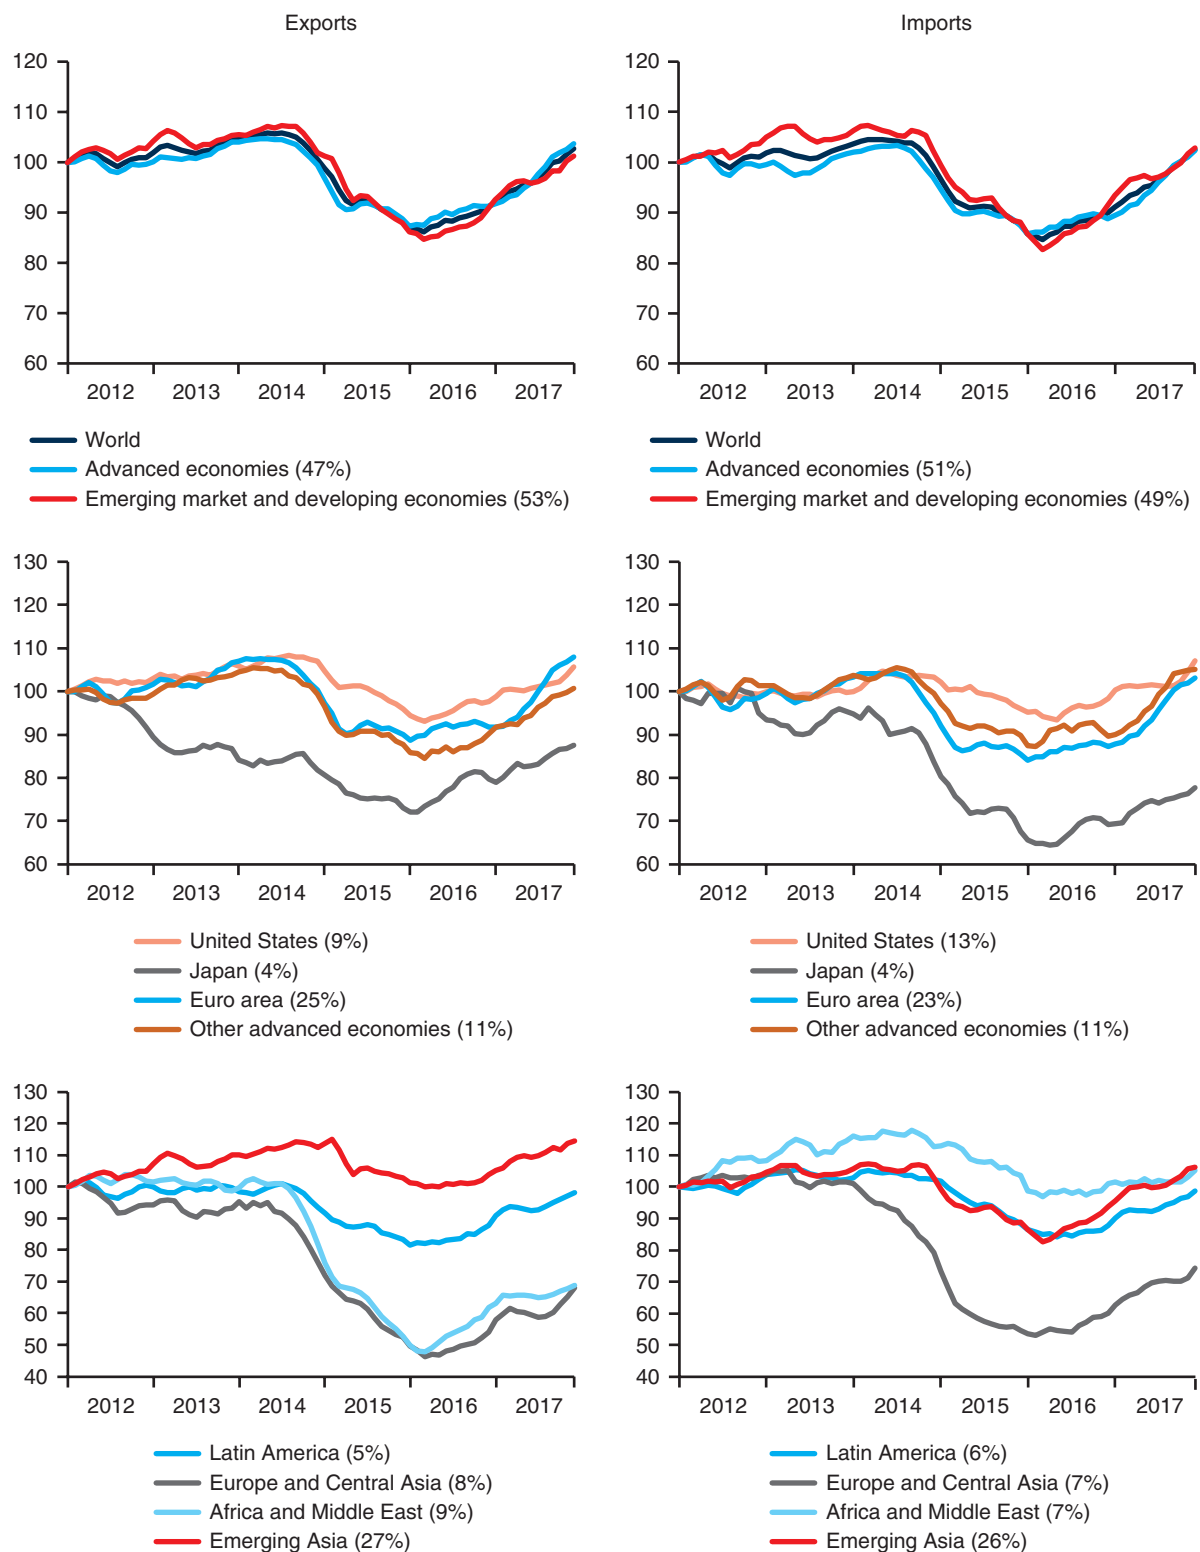 Exports
Imports
120
110
100
90
80
70
60
2012 2013 2014 2015 2016 2017
World
Advanced economies (47%)
Emerging market and developing economies (53%)
120
110
100
90
80
70
60
2012 2013 2014 2015 2016 2017
World
Advanced economies (51%)
Emerging market and developing economies (49%)
130
120
110
100
90
80
70
60
2012 2013 2014 2015 2016 2017
United States (9%)
Japan (4%)
Euro area (25%)
Other advanced economies (11%)
130
120
110
100
90
80
70
60
2012 2013 2014 2015 2016 2017
United States (13%)
Japan (4%)
Euro area (23%)
Other advanced economies (11%)
130
120
110
100
90
80
70
60
50
40
2012 2013 2014 2015 2016 2017
Latin America (5%)
Europe and Central Asia (8%)
Africa and Middle East (9%)
Emerging Asia (27%)
130
120
110
100
90
80
70
60
50
40
2012 2013 2014 2015 2016 2017
Latin America (6%)
Europe and Central Asia (7%)
Africa and Middle East (7%)
Emerging Asia (26%)